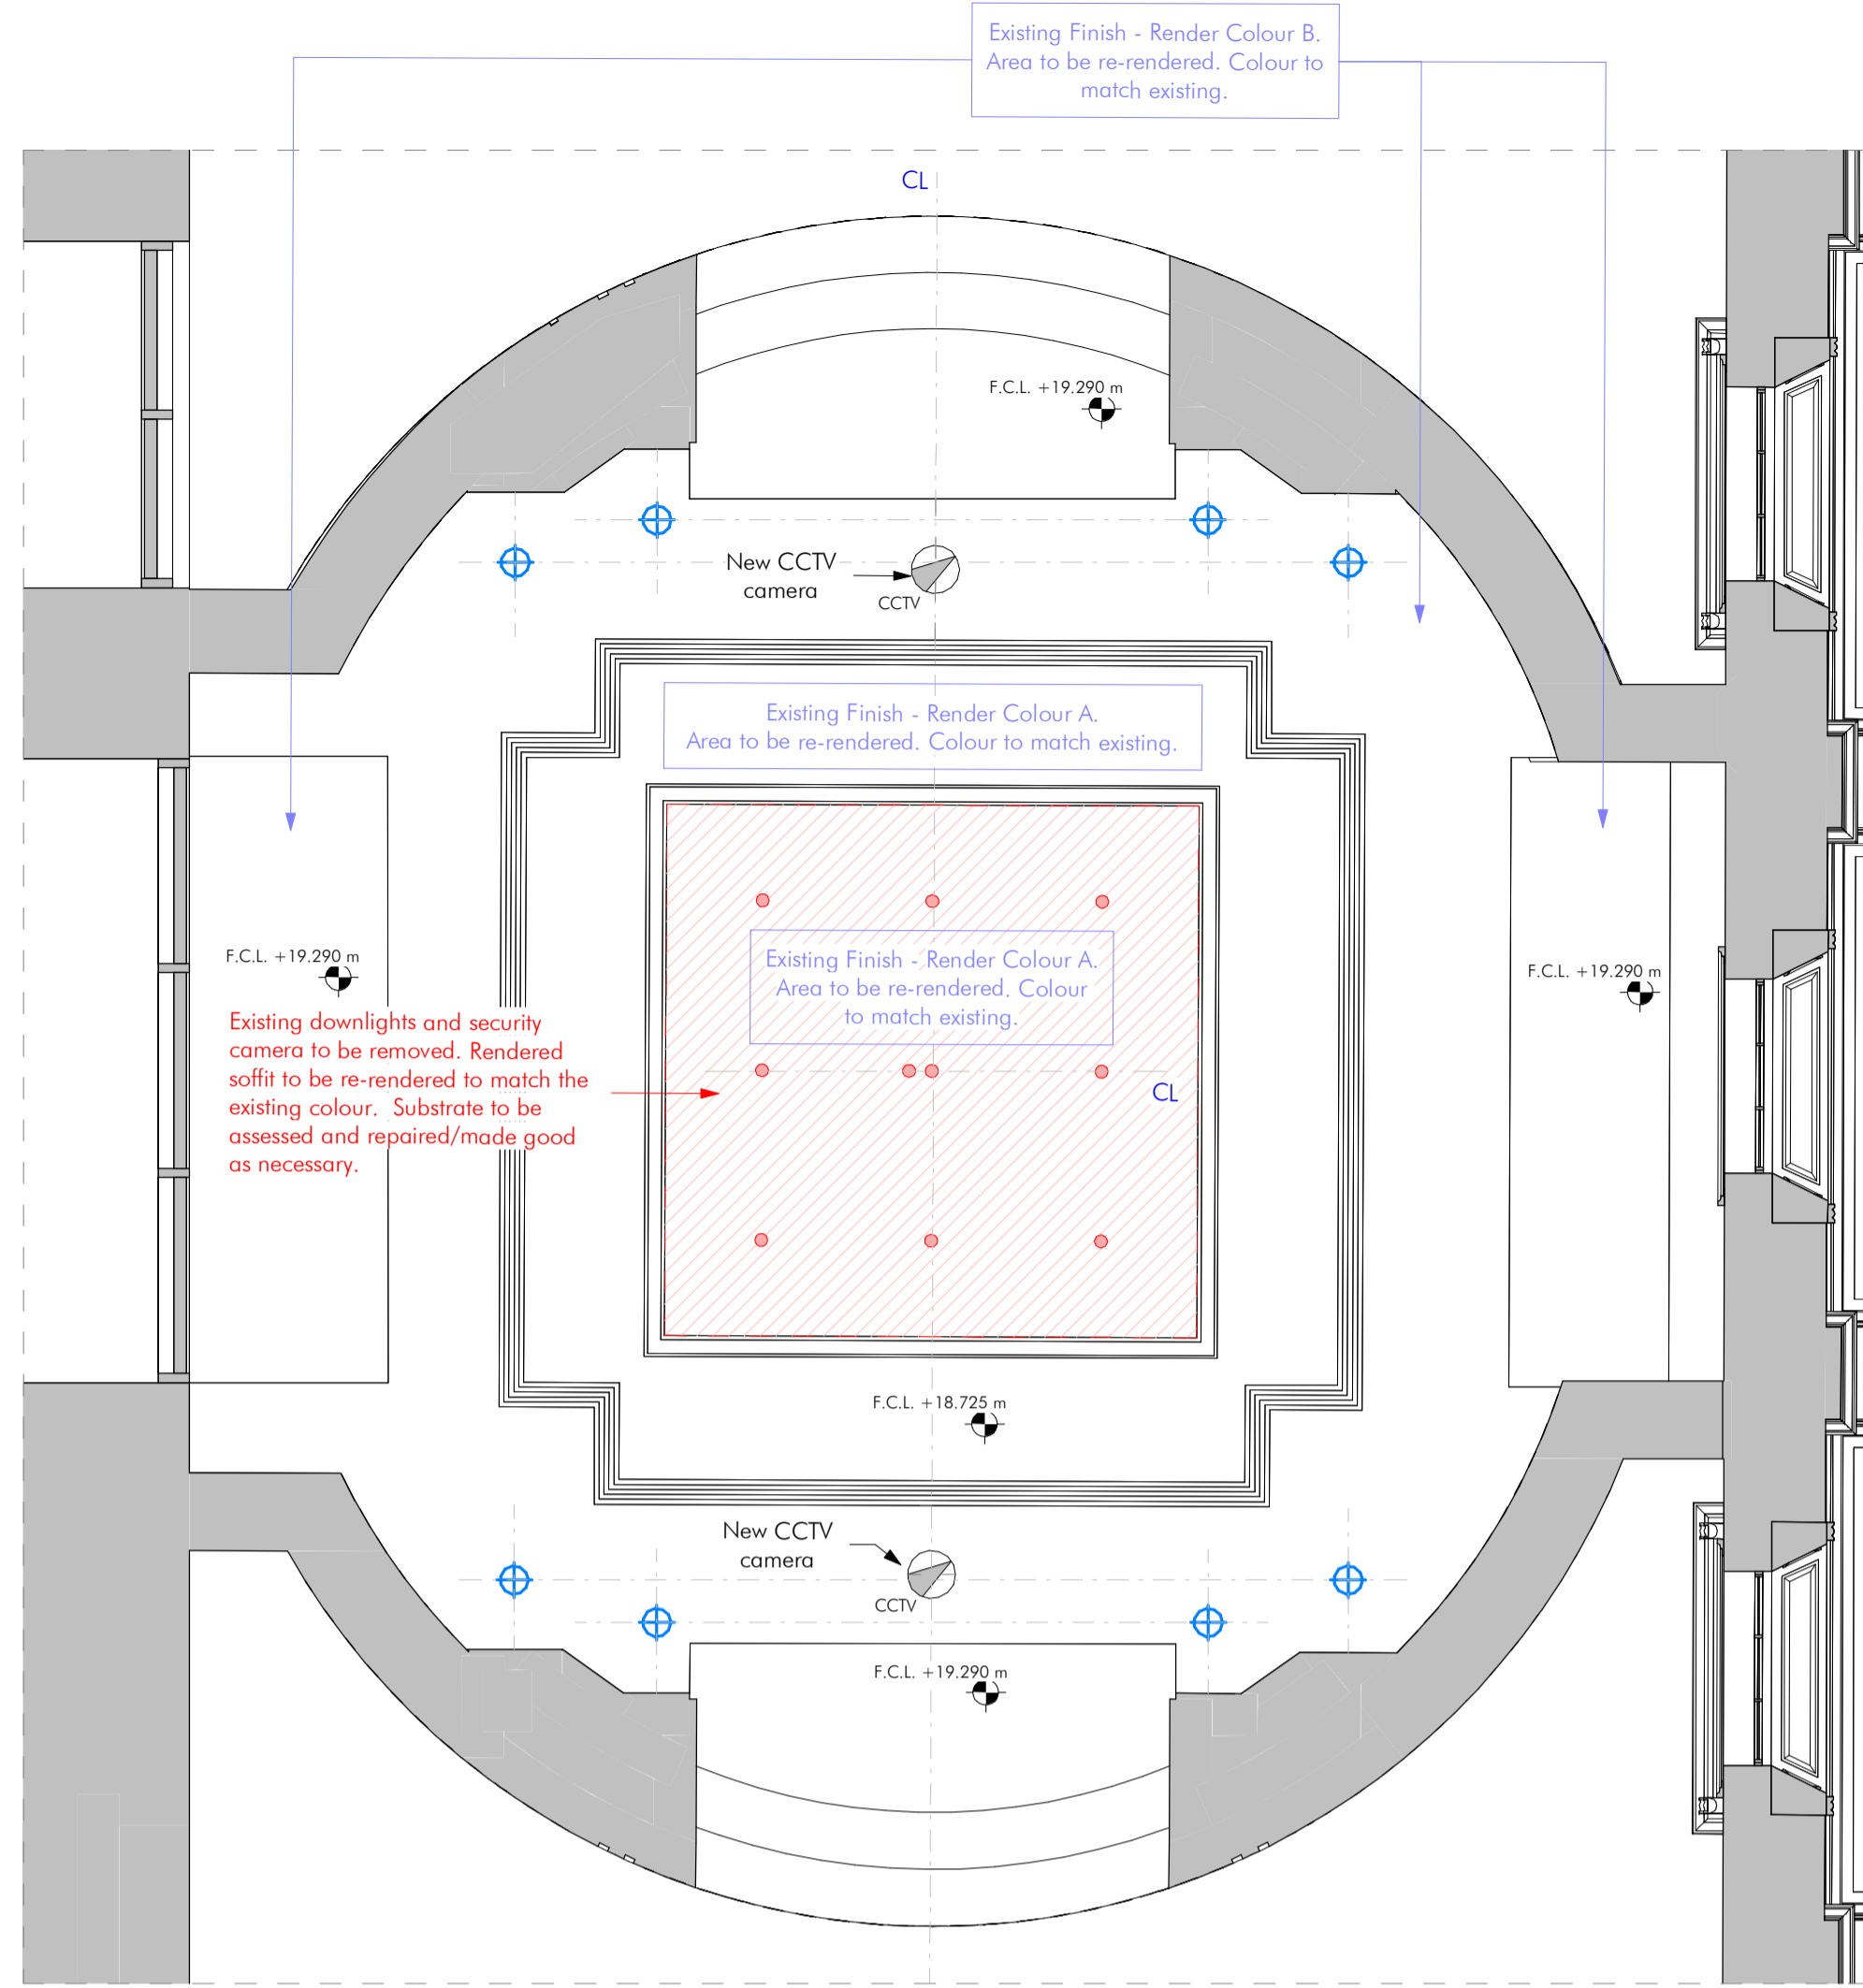 Existing Finish - Render Colour B.
Area to be re-rendered. Colour to
match existing.
CL
F.C.L. +19.290 m
New CCTV
camera
CCTV
Existing Finish - Render Colour A.
Area to be re-rendered. Colour to match existing.
Existing Finish - Render Colour A.
Area to be re-rendered. Colour
to match existing.
F.C.L. +19.290 m
F.C.L. +19.290 m
Existing downlights and security
camera to be removed. Rendered
soffit to be re-rendered to match the
existing colour.  Substrate to be
assessed and repaired/made good
as necessary.
CL
F.C.L. +18.725 m
New CCTV
camera
CCTV
F.C.L. +19.290 m